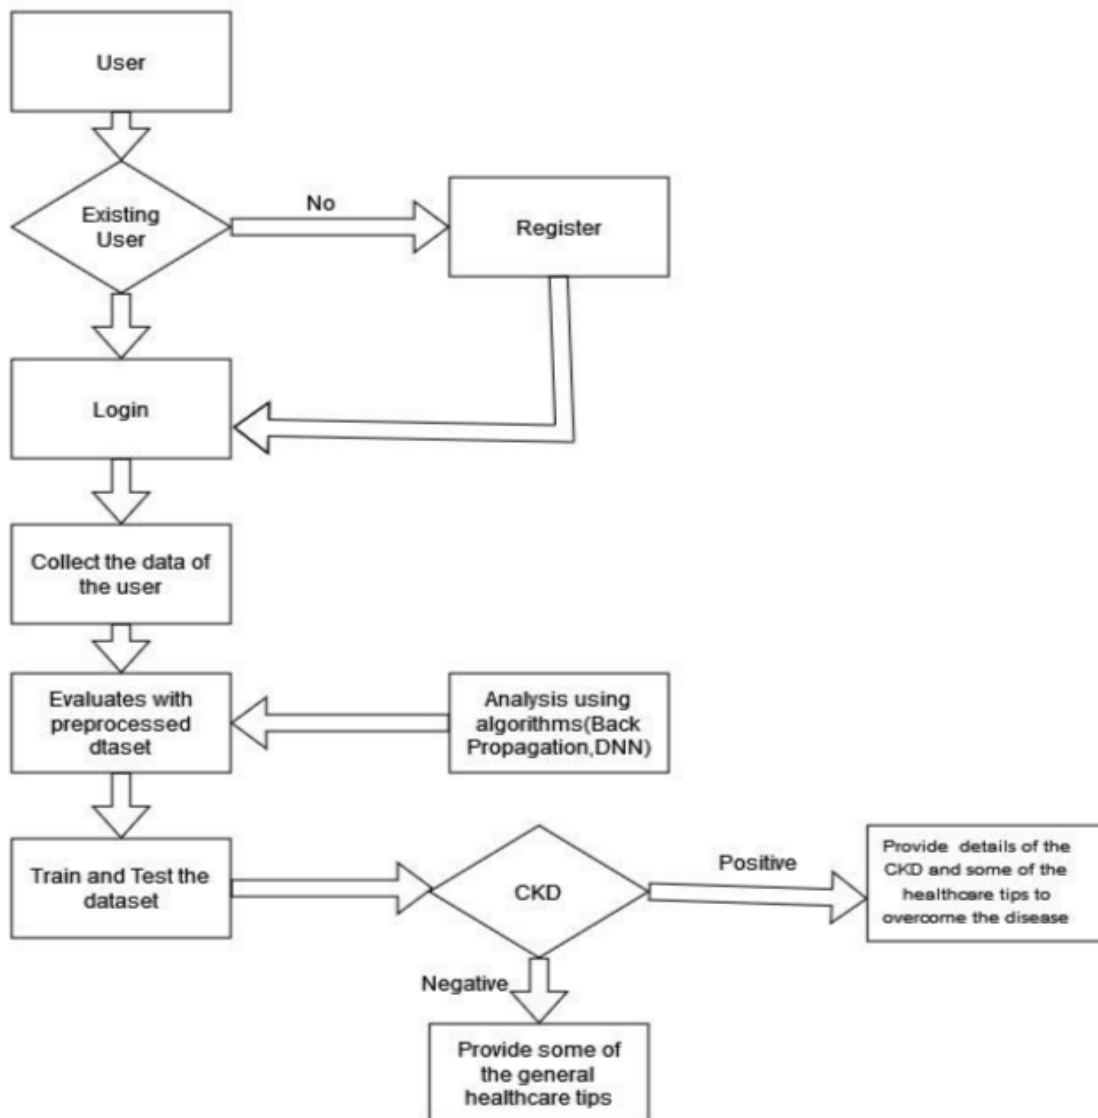 User
Existing
User
No
Register
Login
Collect the data of
the user
Evaluates with
preprocessed
dtaset
Analysis using
algorithms(Back
Propagation,DNN)
Train and Test the
dataset
CKD
Positive
Provide details of the
CKD and some of the
healthcare tips to
overcome the disease
Negative
Provide some of
the general
healthcare tips